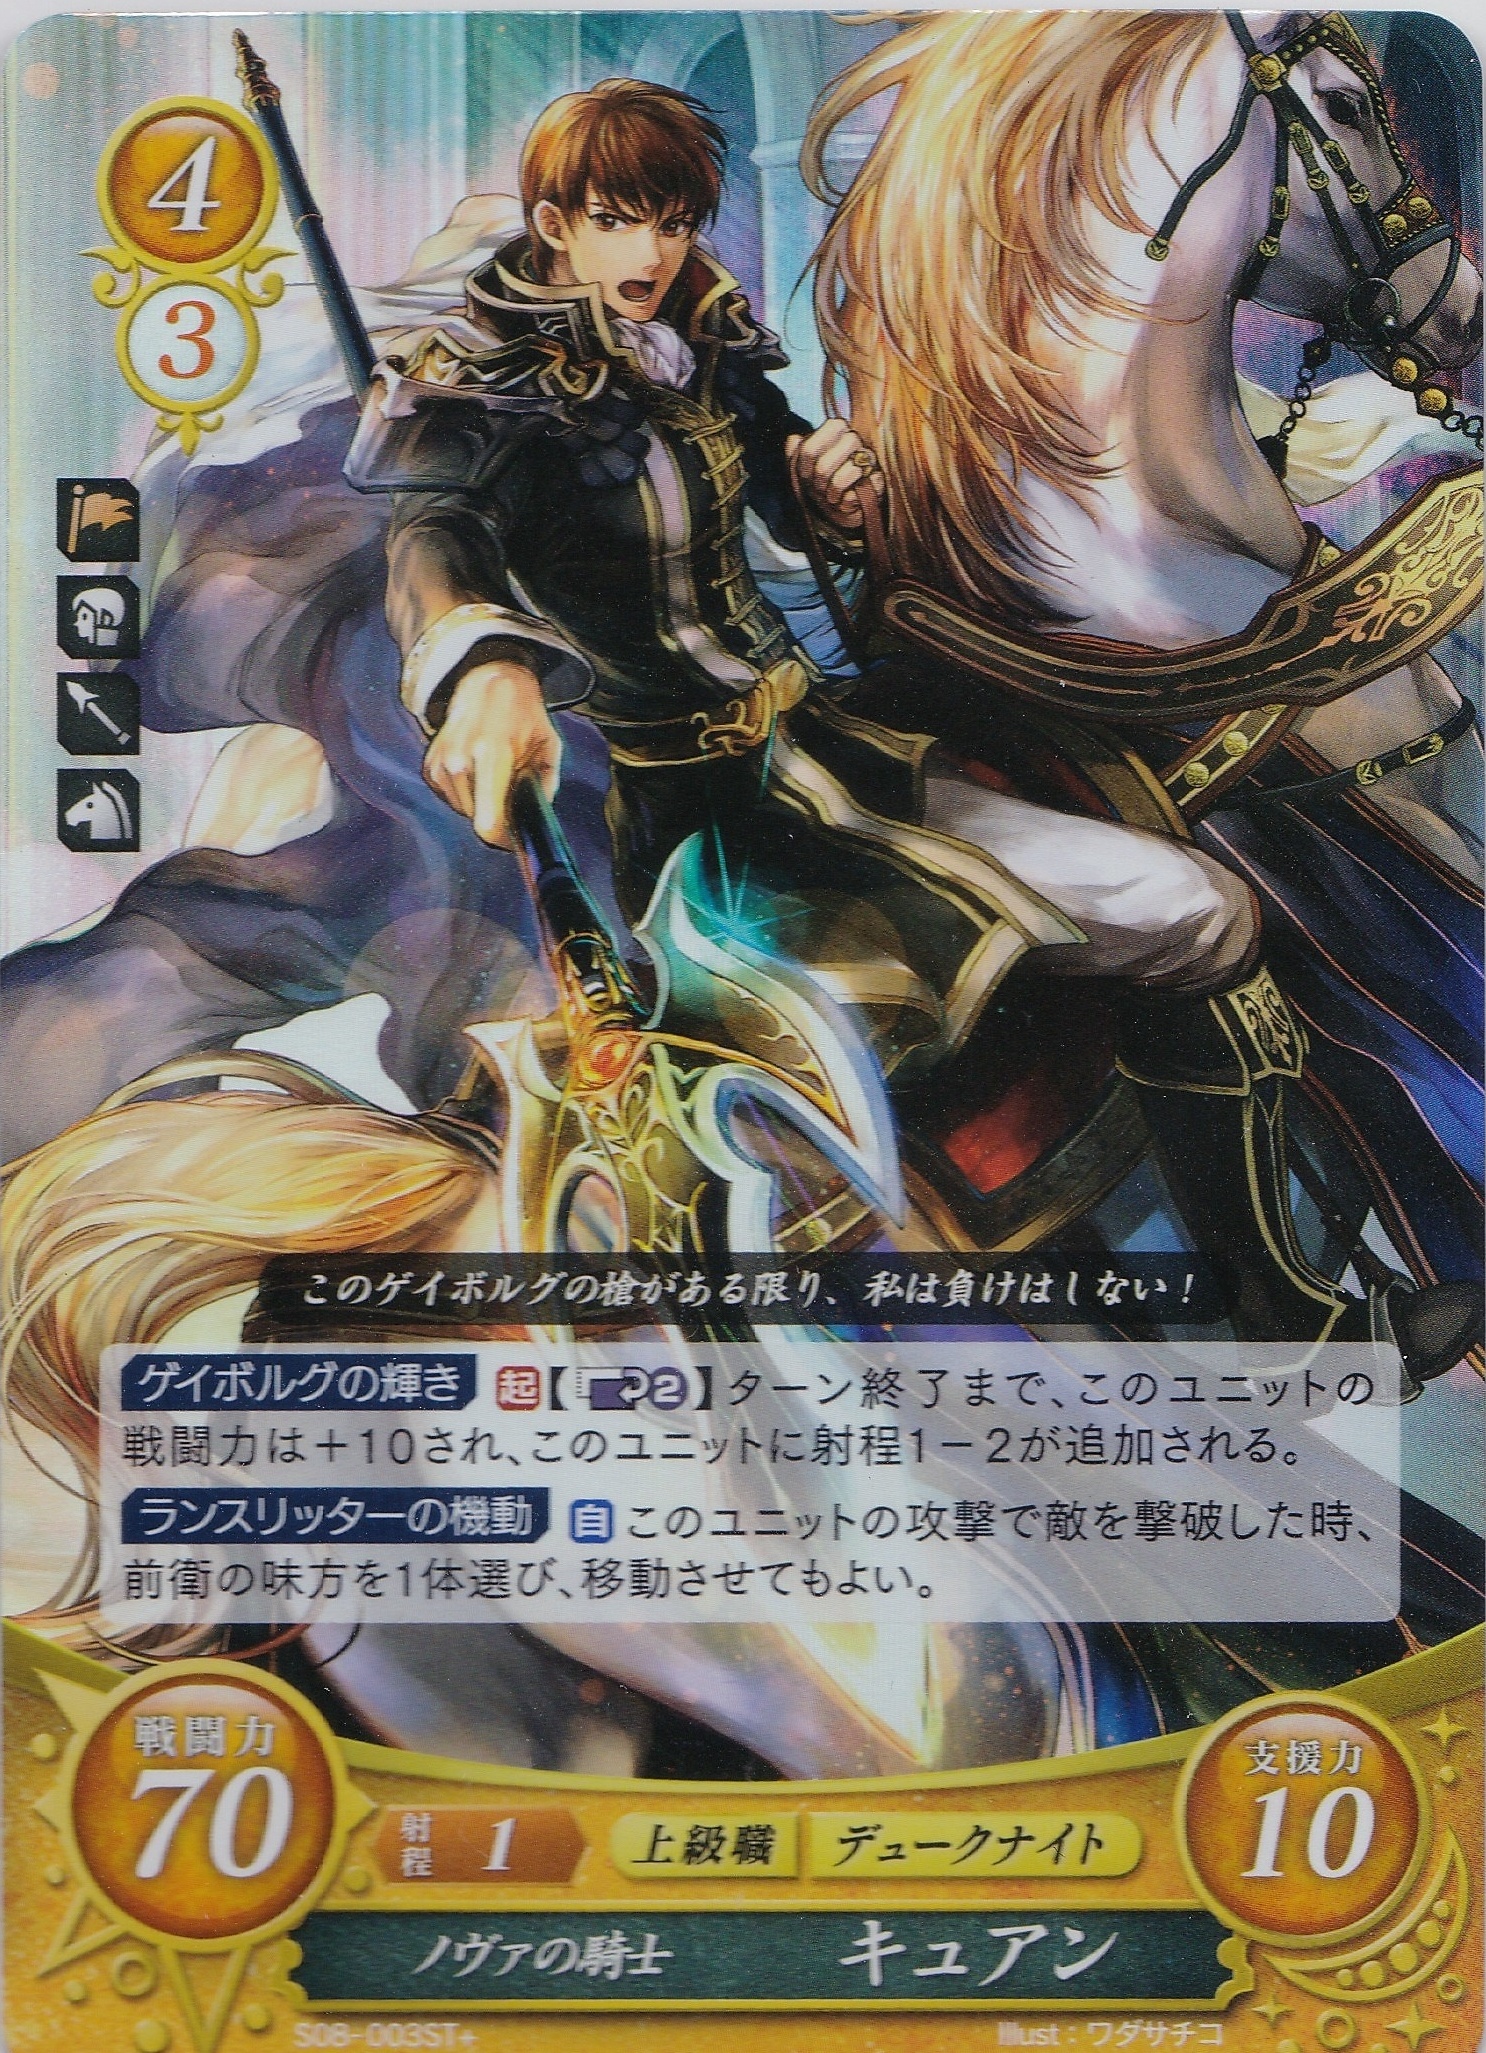 4
3
このゲイボルグの槍がある限り、私は負けはしない！
ゲイボルグの輝き 起【2】ターン終了まで、このユニットの
戦闘力は＋10され、このユニットに射程1－2が追加される。
ランスリッターの機動 自 このユニットの攻撃で敵を撃破した時、
前衛の味方を1体選び、移動させてもよい。
戦闘力
70
射程 1
上級職 デュークナイト
支援力
10
ノヴァの騎士 キュアン
S08-003ST+ Illust：ワダサチコ